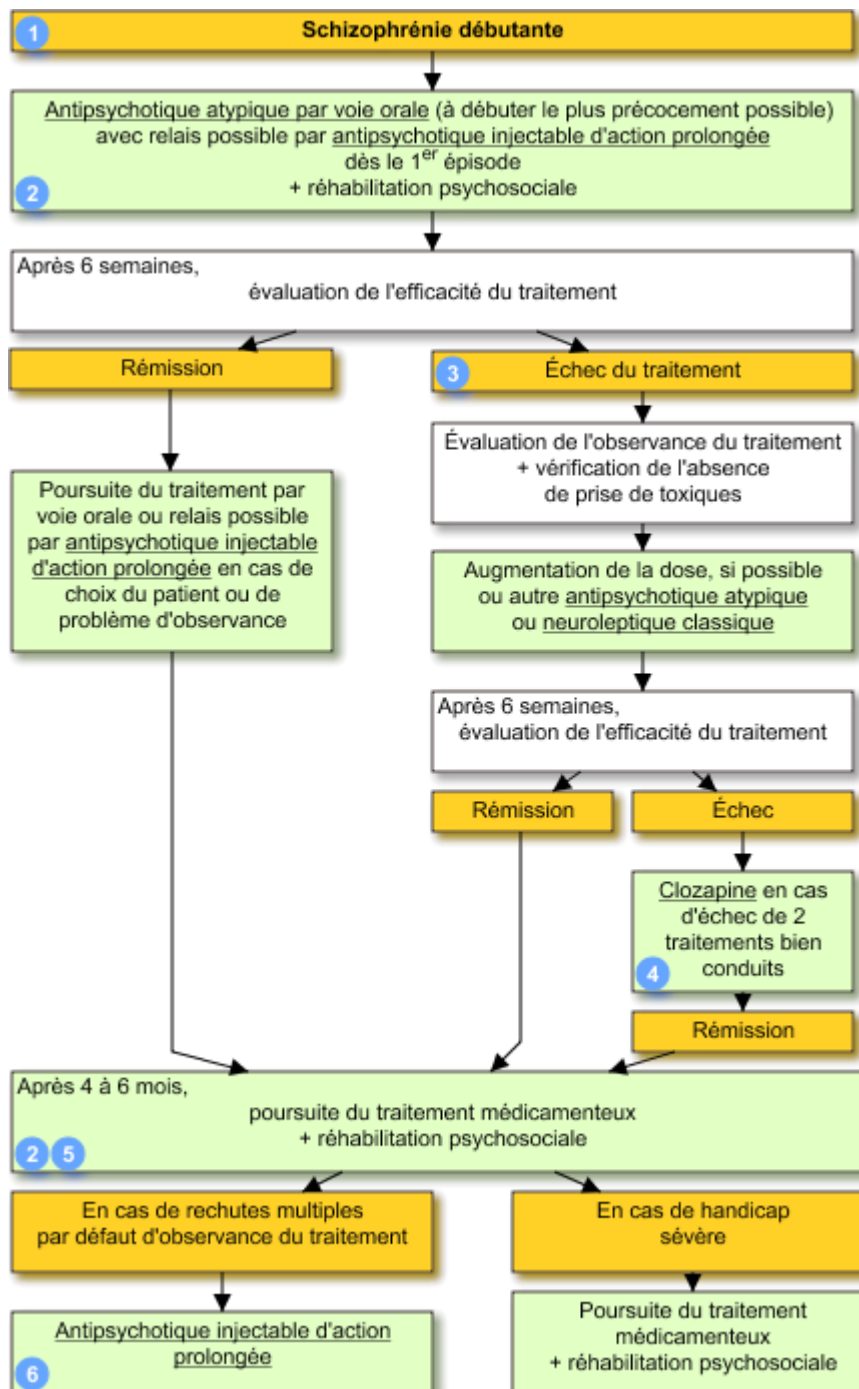 1
Schizophrénie débutante
Antipsychotique atypique par voie orale (à débuter le plus précocement possible)
avec relais possible par antipsychotique injectable d'action prolongée
dès le 1er épisode
+ réhabilitation psychosociale
2
Après 6 semaines,
évaluation de l'efficacité du traitement
Rémission
3
Échec du traitement
Évaluation de l'observance du traitement
+ vérification de l'absence
de prise de toxiques
Poursuite du traitement par
voie orale ou relais possible
par antipsychotique injectable
d'action prolongée en cas de
choix du patient ou de
problème d'observance
Augmentation de la dose, si possible
ou autre antipsychotique atypique
ou neuroleptique classique
Après 6 semaines,
évaluation de l'efficacité du traitement
Rémission
Échec
Clozapine en cas
d'échec de 2
traitements bien
conduits
4
Rémission
Après 4 à 6 mois,
poursuite du traitement médicamenteux
+ réhabilitation psychosociale
2 5
En cas de rechutes multiples
par défaut d'observance du traitement
En cas de handicap
sévère
Antipsychotique injectable d'action
prolongée
6
Poursuite du traitement
médicamenteux
+ réhabilitation psychosociale